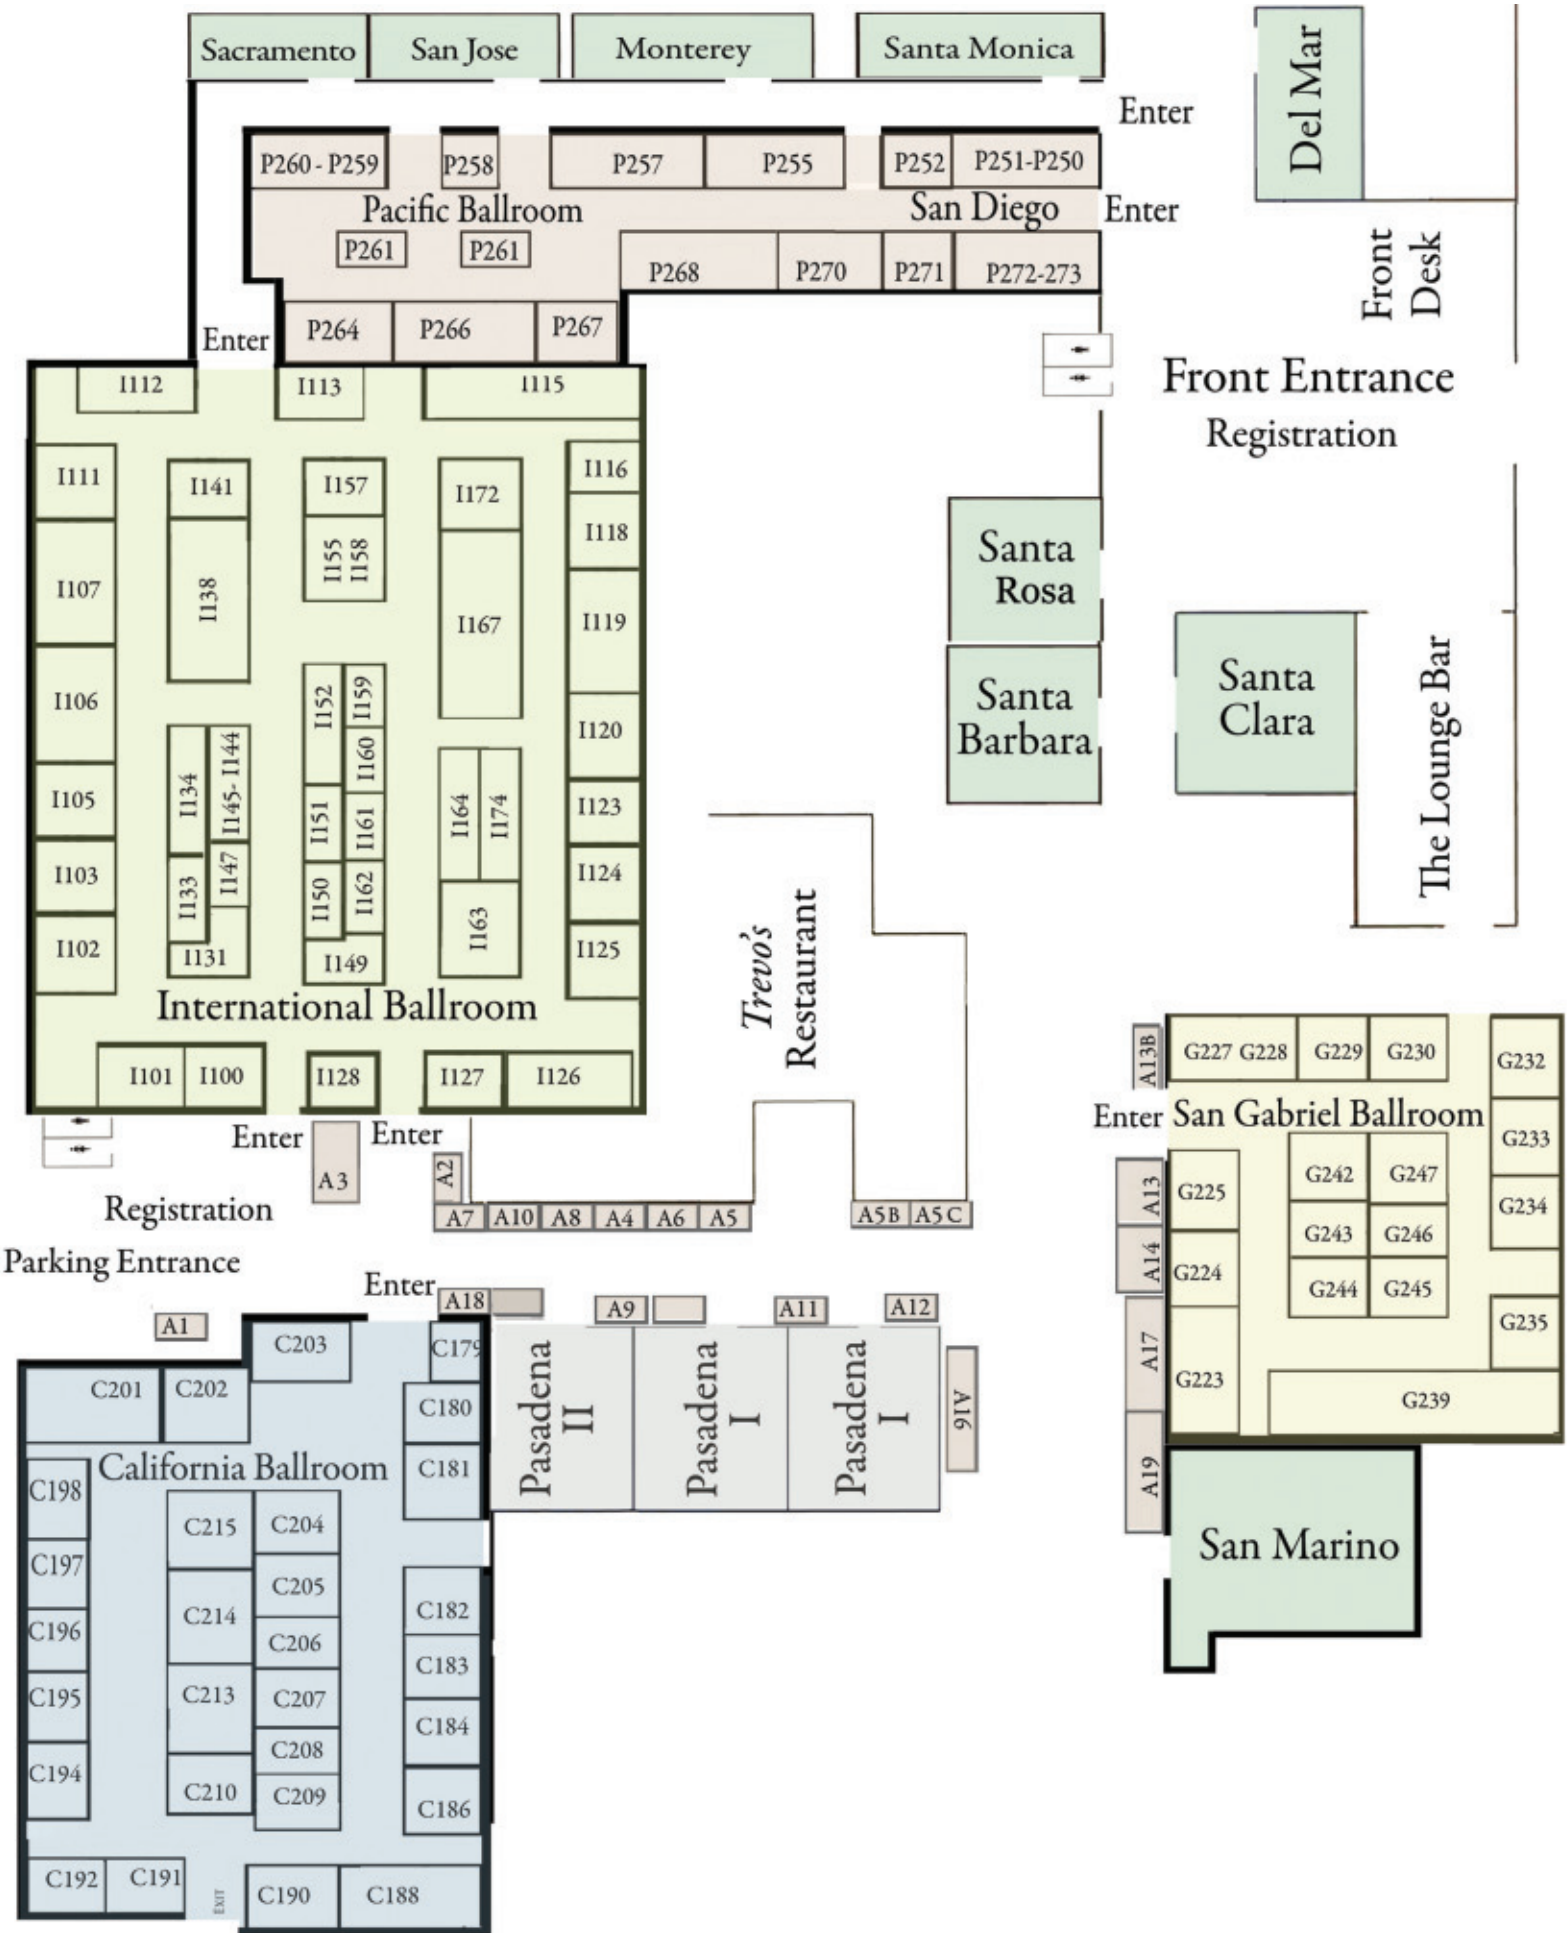 Sacramento
San Jose
Monterey
Santa Monica
Del Mar
Enter
P260 - P259
P258
P257
P255
P252
P251-P250
Pacific Ballroom
San Diego
Enter
P261
P261
P268
P270
P271
P272-273
Front
Desk
P264
P266
P267
Enter
Front Entrance
Registration
I112
I113
I115
I111
I141
I157
I172
I116
I107
I138
I155
I158
I167
I118
I119
I106
I152
I159
I120
I134
I145- I144
I160
I105
I151
I161
I164
I174
I123
I103
I133
I147
I150
I162
I163
I124
I102
I131
I149
I125
International Ballroom
I101
I100
I128
I127
I126
Santa
Rosa
Santa
Barbara
Santa
Clara
The Lounge Bar
Trevo's
Restaurant
Enter
Enter
A3
A2
Registration
A7
A10
A8
A4
A6
A5
A5B
A5C
Parking Entrance
Enter
A18
A9
A11
A12
A1
A13B
G227 G228
G229
G230
G232
Enter
San Gabriel Ballroom
G233
G242
G247
A13
G225
G234
G243
G246
A14
G224
G244
G245
G235
A17
G223
G239
A19
San Marino
Pasadena
II
Pasadena
I
Pasadena
I
A16
C203
C179
C201
C202
C180
California Ballroom
C181
C198
C215
C204
C197
C205
C214
C182
C196
C206
C183
C195
C213
C207
C184
C194
C208
C210
C209
C186
C192
C191
EXIT
C190
C188